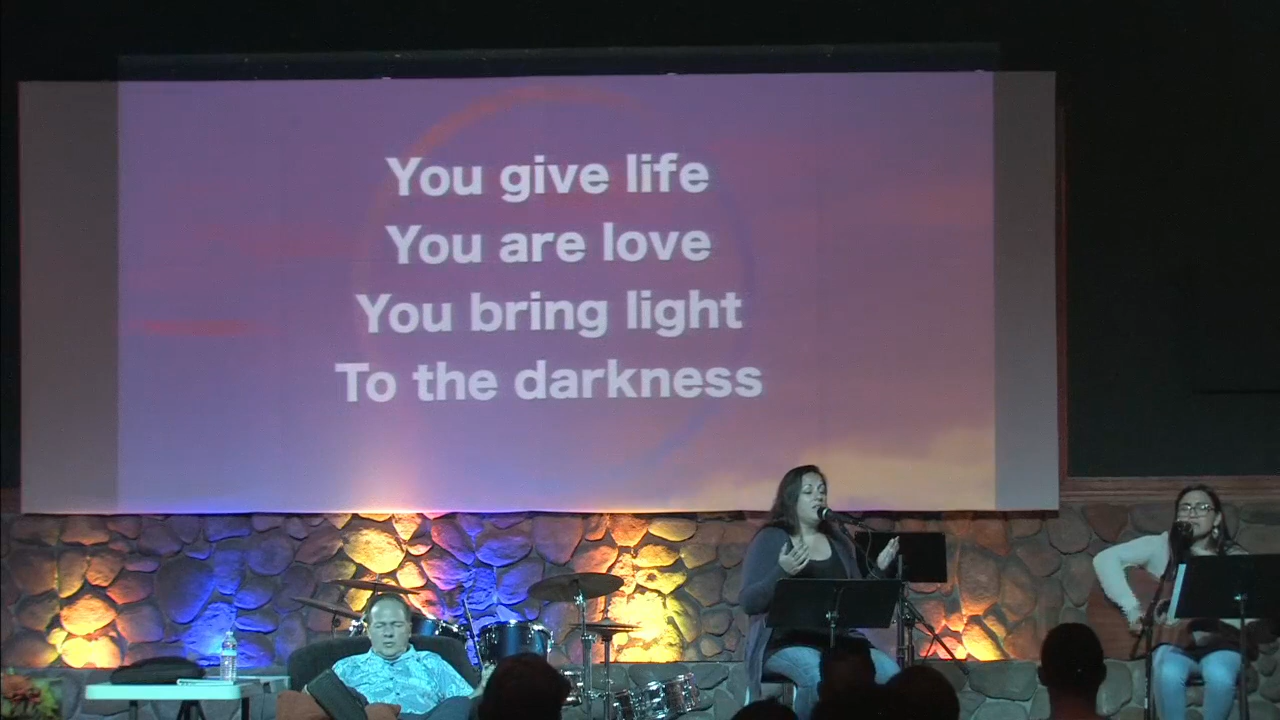 You give life
You are love
You bring light
To the darkness